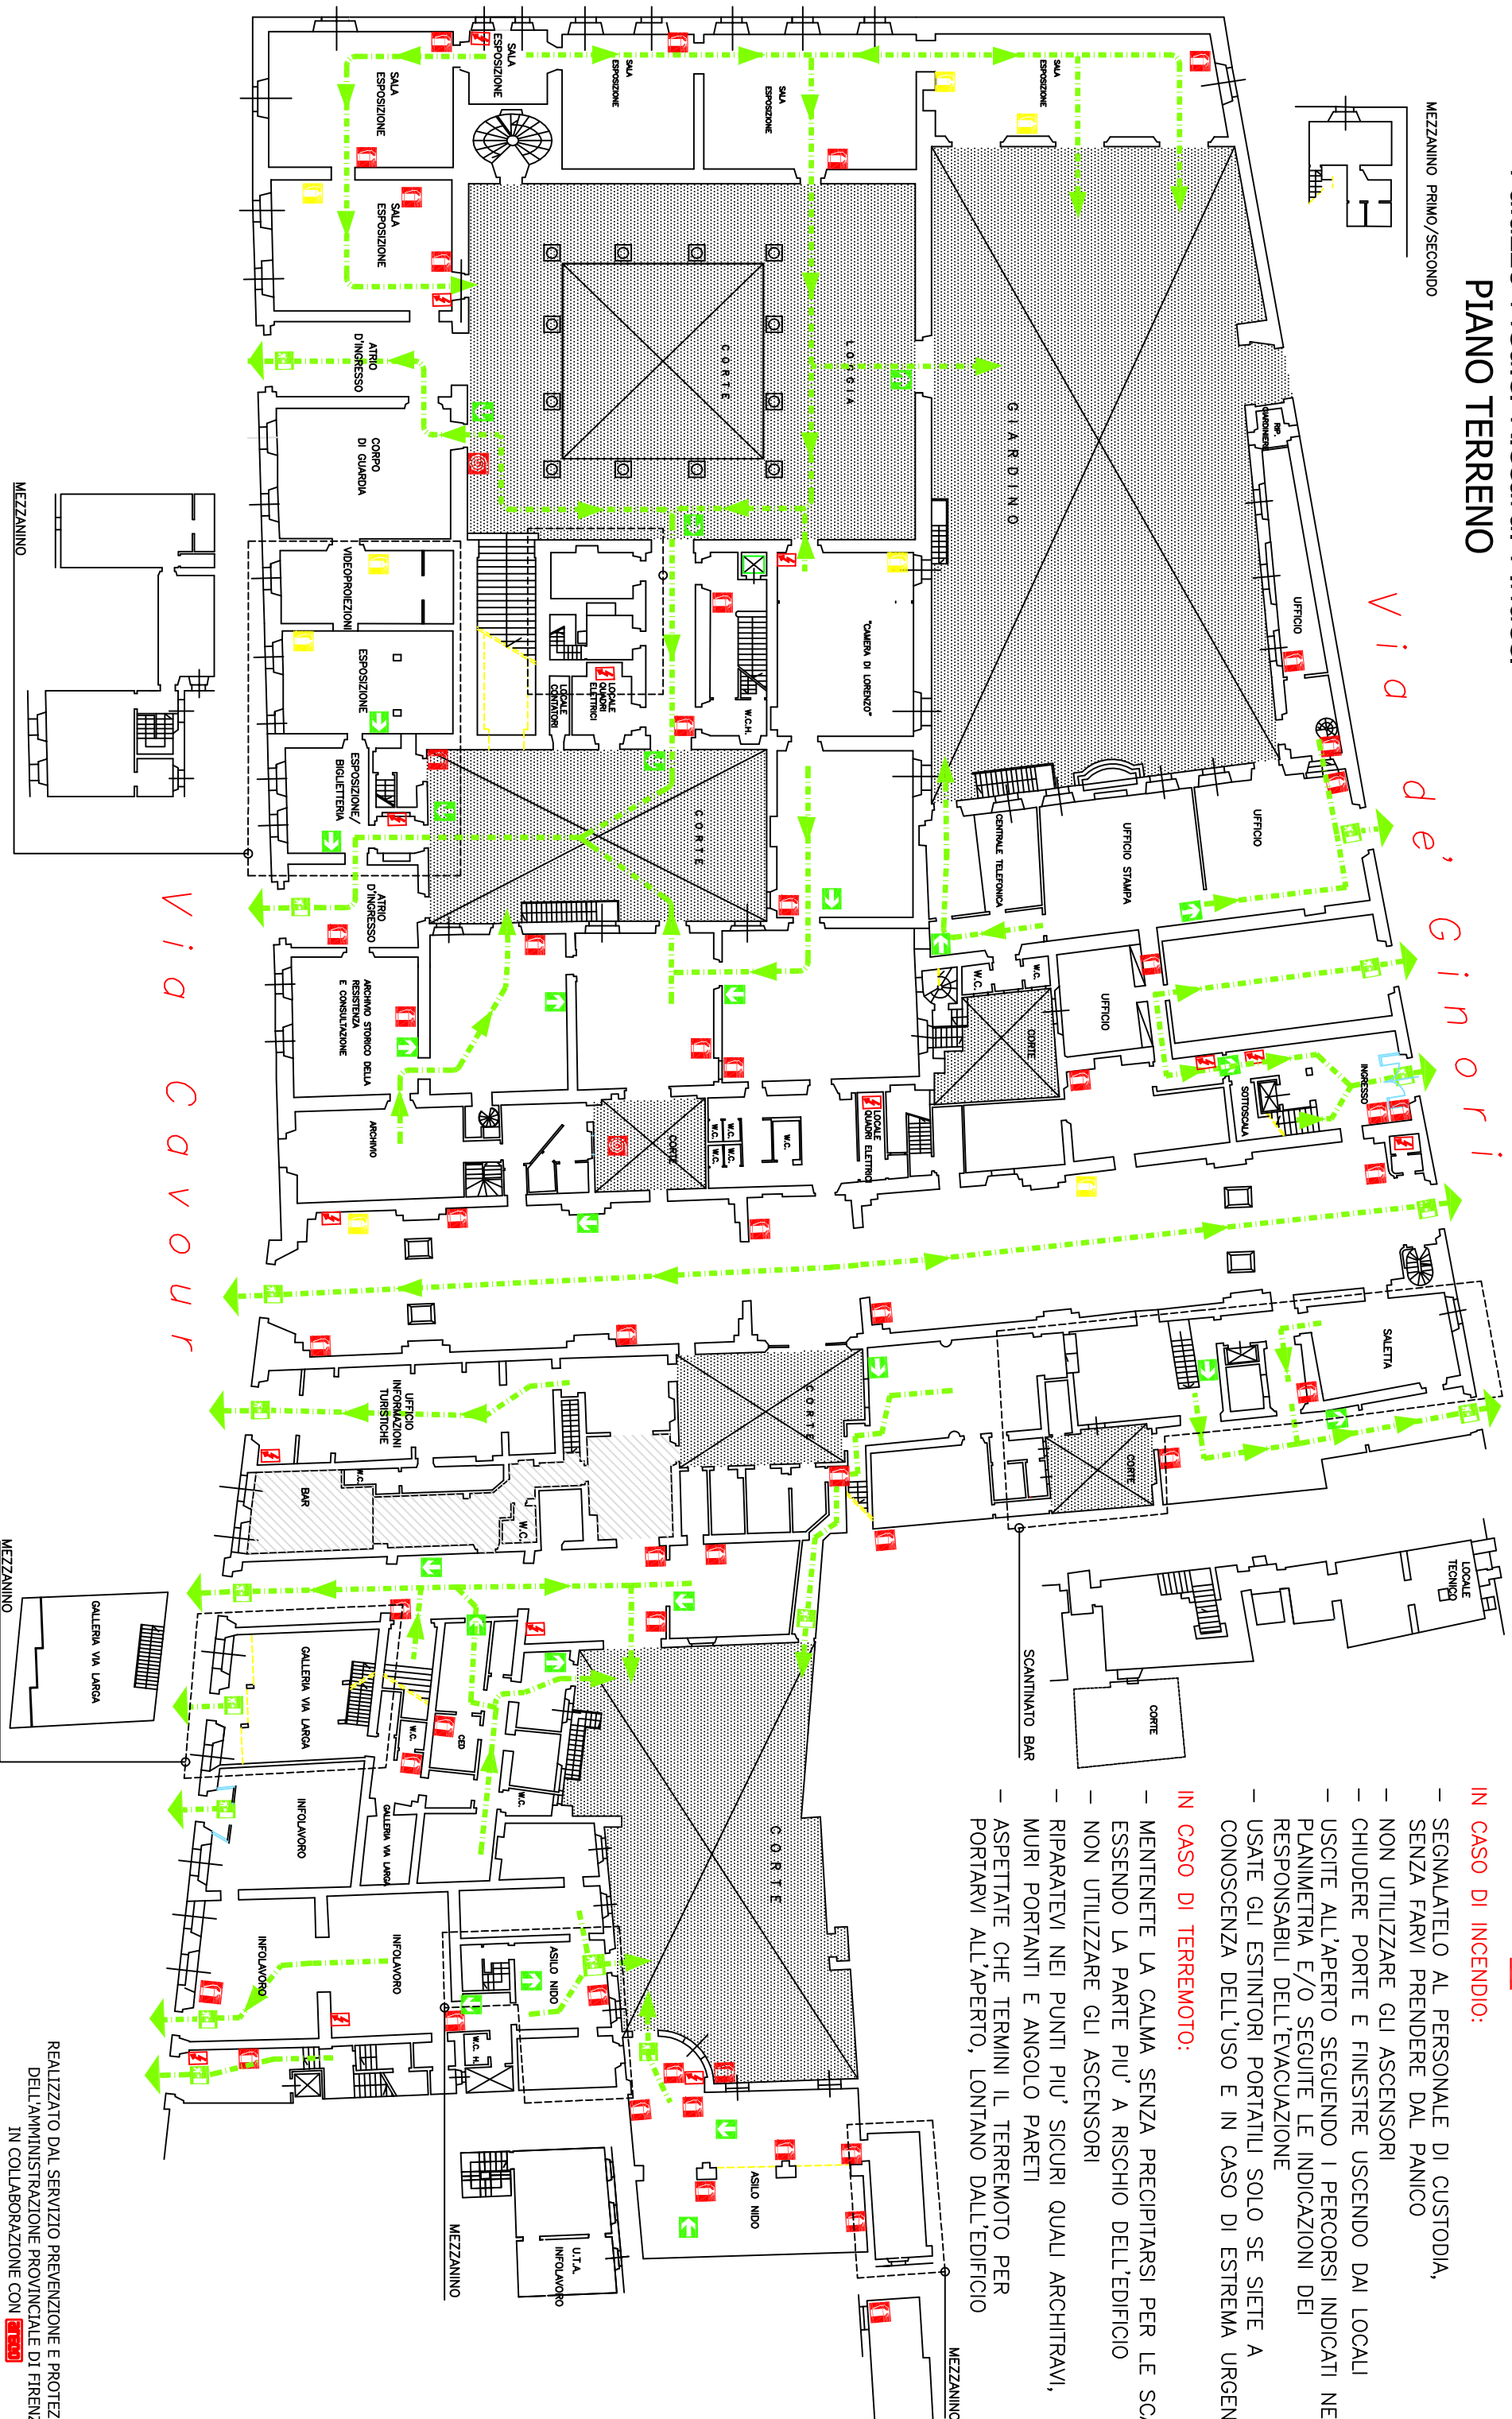 PIANO TERRENO
MEZZANINO PRIMO/SECONDO
Via de' Ginori
Via Cavour
SALA
ESPOSIZIONE
SALA
ESPOSIZIONE
SALA
ESPOSIZIONE
SALA
ESPOSIZIONE
SALA
ESPOSIZIONE
SALA
ESPOSIZIONE
GIARDINO
LOGGIA
CORTE
RIP.
GIARDINIERI
UFFICIO
ATRIO
D'INGRESSO
CORPO
DI GUARDIA
VIDEOPROIEZIONI
ESPOSIZIONE
ESPOSIZIONE/
BIGLIETTERIA
LOCALE
QUADRI
ELETTRICI
LOCALE
CONTATORI
W.C.H.
"CAMERA DI LORENZO"
CORTE
CENTRALE TELEFONICA
UFFICIO STAMPA
UFFICIO
ATRIO
D'INGRESSO
ARCHIVIO STORICO DELLA
RESISTENZA
E CONSULTAZIONE
ARCHIVIO
W.C.
W.C.
CORTE
UFFICIO
SOTTOSCALA
INGRESSO
CORTE
W.C.
W.C.
W.C.
W.C.
W.C.
LOCALE
QUADRI ELETTRICI
SALETTA
CORTE
CORTE
UFFICIO
INFORMAZIONI
TURISTICHE
BAR
W.C.
W.C.
LOCALE
TECNICO
CORTE
SCANTINATO BAR
MEZZANINO
MEZZANINO
GALLERIA VIA LARGA
GALLERIA VIA LARGA
W.C.
CED
W.C.
INFOLAVORO
GALLERIA VIA LARGA
CORTE
INFOLAVORO
INFOLAVORO
ASILO NIDO
W.C. H.
ASILO NIDO
U.T.A.
INFOLAVORO
MEZZANINO
MEZZANINO
IN CASO DI INCENDIO:
– SEGNALATELO AL PERSONALE DI CUSTODIA,
SENZA FARVI PRENDERE DAL PANICO
– NON UTILIZZARE GLI ASCENSORI
– CHIUDERE PORTE E FINESTRE USCENDO DAI LOCALI
– USCITE ALL'APERTO SEGUENDO I PERCORSI INDICATI NE
PLANIMETRIA E/O SEGUITE LE INDICAZIONI DEI
RESPONSABILI DELL'EVACUAZIONE
– USATE GLI ESTINTORI PORTATILI SOLO SE SIETE A
CONOSCENZA DELL'USO E IN CASO DI ESTREMA URGEN
IN CASO DI TERREMOTO:
– MENTENETE LA CALMA SENZA PRECIPITARSI PER LE SCA
ESSENDO LA PARTE PIU' A RISCHIO DELL'EDIFICIO
– NON UTILIZZARE GLI ASCENSORI
– RIPARATEVI NEI PUNTI PIU' SICURI QUALI ARCHITRAVI,
MURI PORTANTI E ANGOLO PARETI
– ASPETTATE CHE TERMINI IL TERREMOTO PER
PORTARVI ALL'APERTO, LONTANO DALL'EDIFICIO
REALIZZATO DAL SERVIZIO PREVENZIONE E PROTEZ
DELL'AMMINISTRAZIONE PROVINCIALE DI FIRENZ
IN COLLABORAZIONE CON